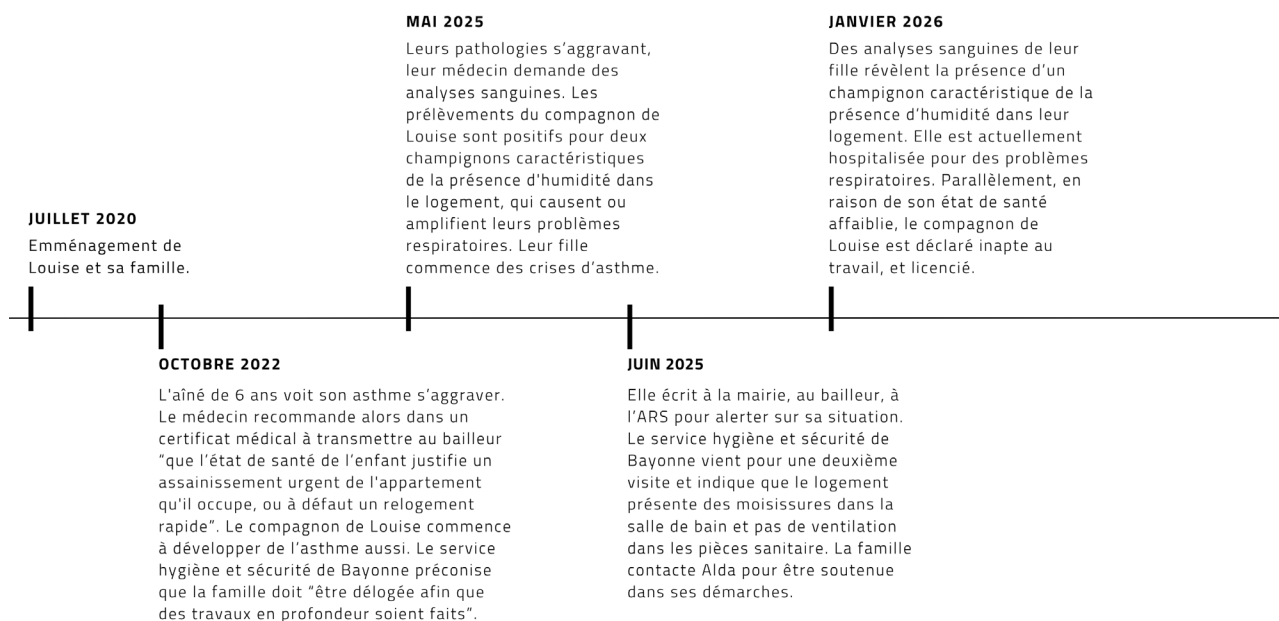 JUILLET 2020
Emménagement de
Louise et sa famille.
OCTOBRE 2022
L'aîné de 6 ans voit son asthme s’aggraver.
Le médecin recommande alors dans un
certificat médical à transmettre au bailleur
“que l’état de santé de l’enfant justifie un
assainissement urgent de l'appartement
qu'il occupe, ou à défaut un relogement
rapide”. Le compagnon de Louise commence
à développer de l’asthme aussi. Le service
hygiène et sécurité de Bayonne préconise
que la famille doit “être délogée afin que
des travaux en profondeur soient faits”.
MAI 2025
Leurs pathologies s’aggravant,
leur médecin demande des
analyses sanguines. Les
prélèvements du compagnon de
Louise sont positifs pour deux
champignons caractéristiques
de la présence d'humidité dans
le logement, qui causent ou
amplifient leurs problèmes
respiratoires. Leur fille
commence des crises d’asthme.
JUIN 2025
Elle écrit à la mairie, au bailleur, à
l’ARS pour alerter sur sa situation.
Le service hygiène et sécurité de
Bayonne vient pour une deuxième
visite et indique que le logement
présente des moisissures dans la
salle de bain et pas de ventilation
dans les pièces sanitaire. La famille
contacte Alda pour être soutenue
dans ses démarches.
JANVIER 2026
Des analyses sanguines de leur
fille révèlent la présence d’un
champignon caractéristique de la
présence d’humidité dans leur
logement. Elle est actuellement
hospitalisée pour des problèmes
respiratoires. Parallèlement, en
raison de son état de santé
affaiblie, le compagnon de
Louise est déclaré inapte au
travail, et licencié.